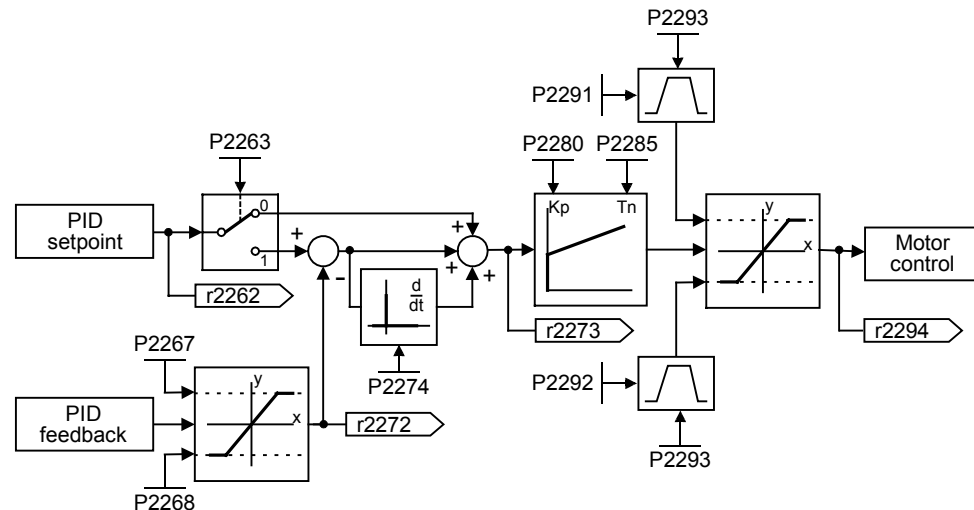 P2293
P2291
P2263
P2280
P2285
PID
setpoint
0
1
+
-
+
+
+
Kp
Tn
y
x
Motor
control
r2262
d
dt
r2273
r2294
P2267
P2274
P2292
PID
feedback
y
x
r2272
P2268
P2293